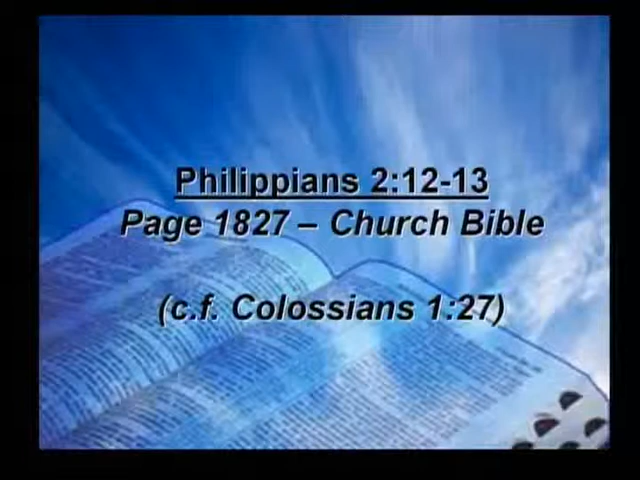 Philippians 2:12-13
Page 1827 – Church Bible
(c.f. Colossians 1:27)